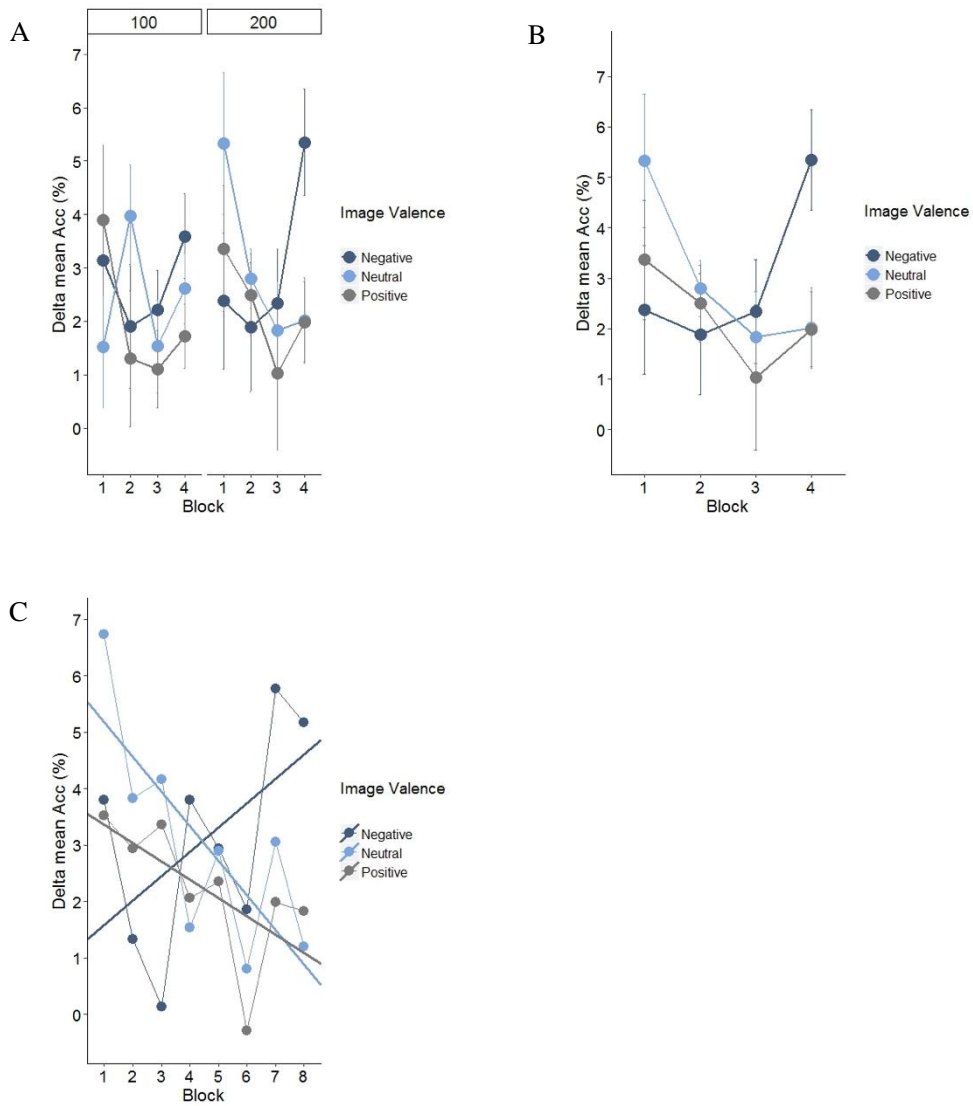 A
100 200
7
6
5
4
3
2
1
0
Delta mean Acc (%)
1 2 3 4 1 2 3 4
Block
Image Valence
Negative
Neutral
Positive
B
7
6
5
4
3
2
1
0
Delta mean Acc (%)
1 2 3 4
Block
Image Valence
Negative
Neutral
Positive
C
7
6
5
4
3
2
1
0
Delta mean Acc (%)
1 2 3 4 5 6 7 8
Block
Image Valence
Negative
Neutral
Positive